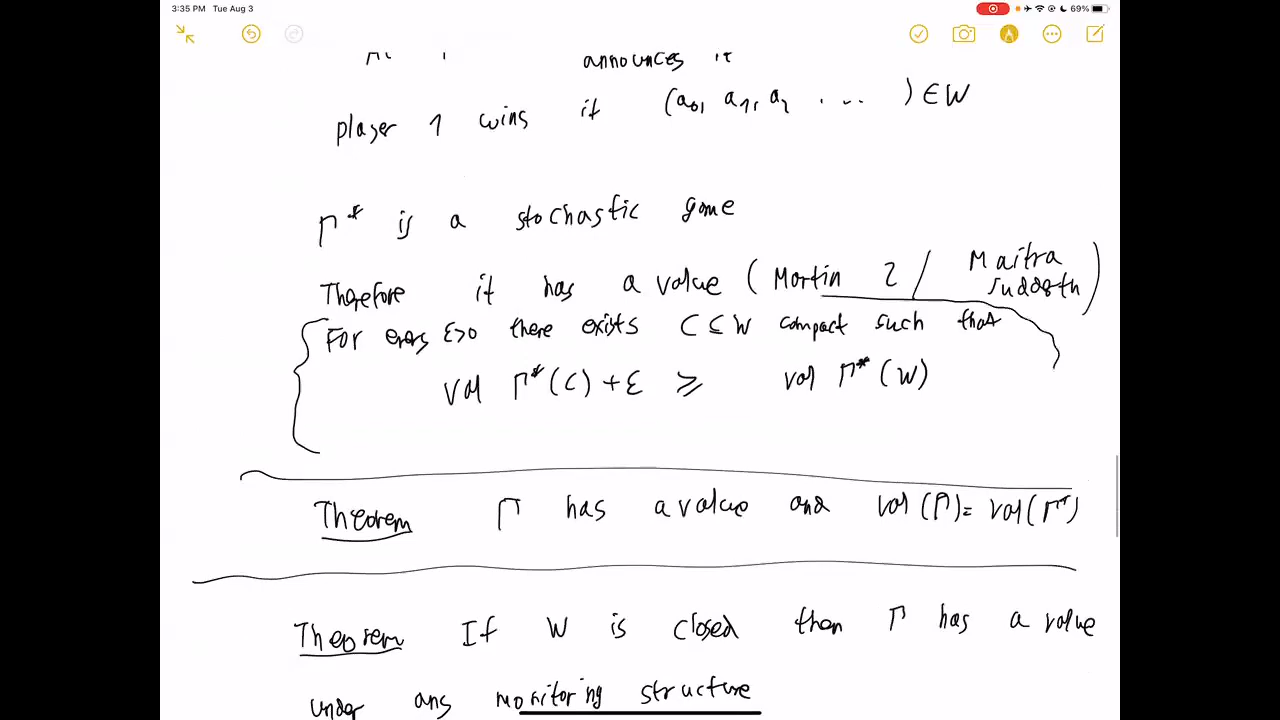 3:35 PM Tue Aug 3
69%
announces it
player 1 wins if (a₀, a₁, a₂ .... ) ∈ W
Γ* is a stochastic game
Therefore it has a value (Martin 2 / Maitra Sudderth)
For every ε>0 there exists C ⊆ W compact such that
val Γ*(C) + ε ≥ val Γ*(W)
Theorem Γ has a value and val(Γ) = val(Γ*)
Theorem If W is closed then Γ has a value
under any monitoring structure